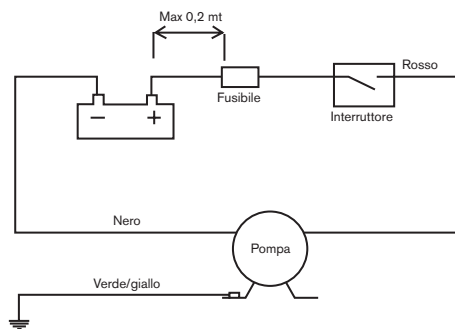 Max 0,2 mt
Rosso
Fusibile
Interruttore
− +
Nero
Pompa
Verde/giallo